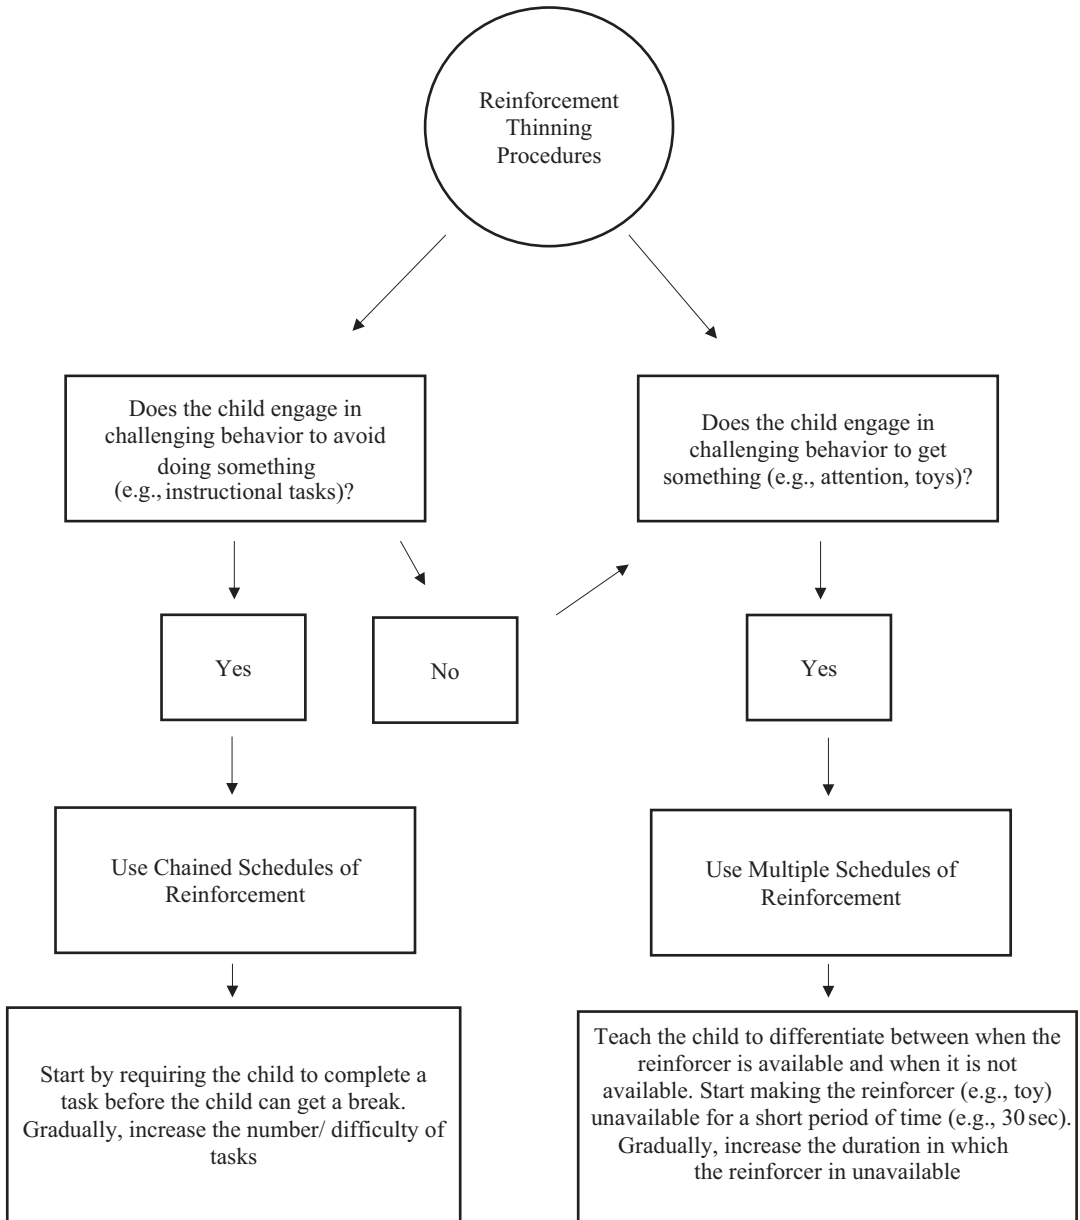 Reinforcement
Thinning
Procedures
Does the child engage in
challenging behavior to avoid
doing something
(e.g., instructional tasks)?
Does the child engage in
challenging behavior to get
something (e.g., attention, toys)?
Yes
No
Yes
Use Chained Schedules of
Reinforcement
Use Multiple Schedules of
Reinforcement
Start by requiring the child to complete a
task before the child can get a break.
Gradually, increase the number/ difficulty of
tasks
Teach the child to differentiate between when the
reinforcer is available and when it is not
available. Start making the reinforcer (e.g., toy)
unavailable for a short period of time (e.g., 30 sec).
Gradually, increase the duration in which
the reinforcer in unavailable